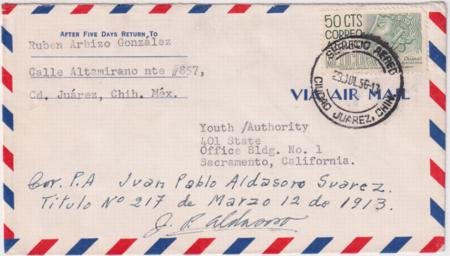 AFTER FIVE DAYS RETURN TO
Ruben Arbizo González
Calle Altamirano nte #857,
Cd. Juárez, Chih. Méx.
50 CTS
CORREO
SERVICIO AEREO
JUL 56
CIUDAD JUAREZ, CHIH
VIA AIR MAIL
Youth /Authority
401 State
Office Bldg. No. 1
Sacramento, California.
Cor. P.A Juan Pablo Aldasoro Suarez.
Titulo Nº 217 de Marzo 12 de 1913.
J. P. Aldasoro